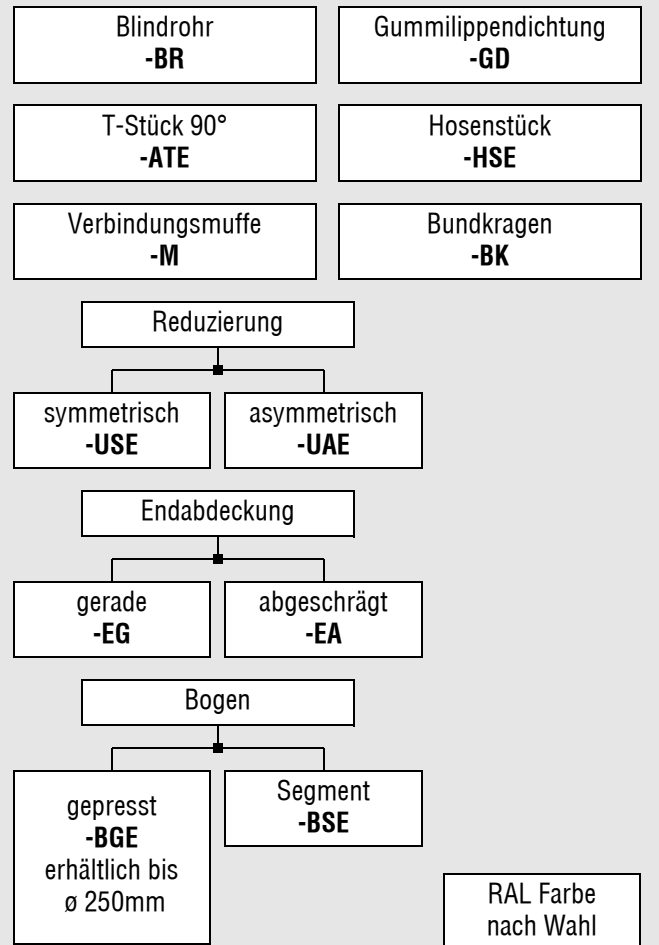 Blindrohr
-BR
Gummilippendichtung
-GD
T-Stück 90°
-ATE
Hosenstück
-HSE
Verbindungsmuffe
-M
Bundkragen
-BK
Reduzierung
symmetrisch
-USE
asymmetrisch
-UAE
Endabdeckung
gerade
-EG
abgeschrägt
-EA
Bogen
gepresst
-BGE
erhältlich bis
ø 250mm
Segment
-BSE
RAL Farbe
nach Wahl